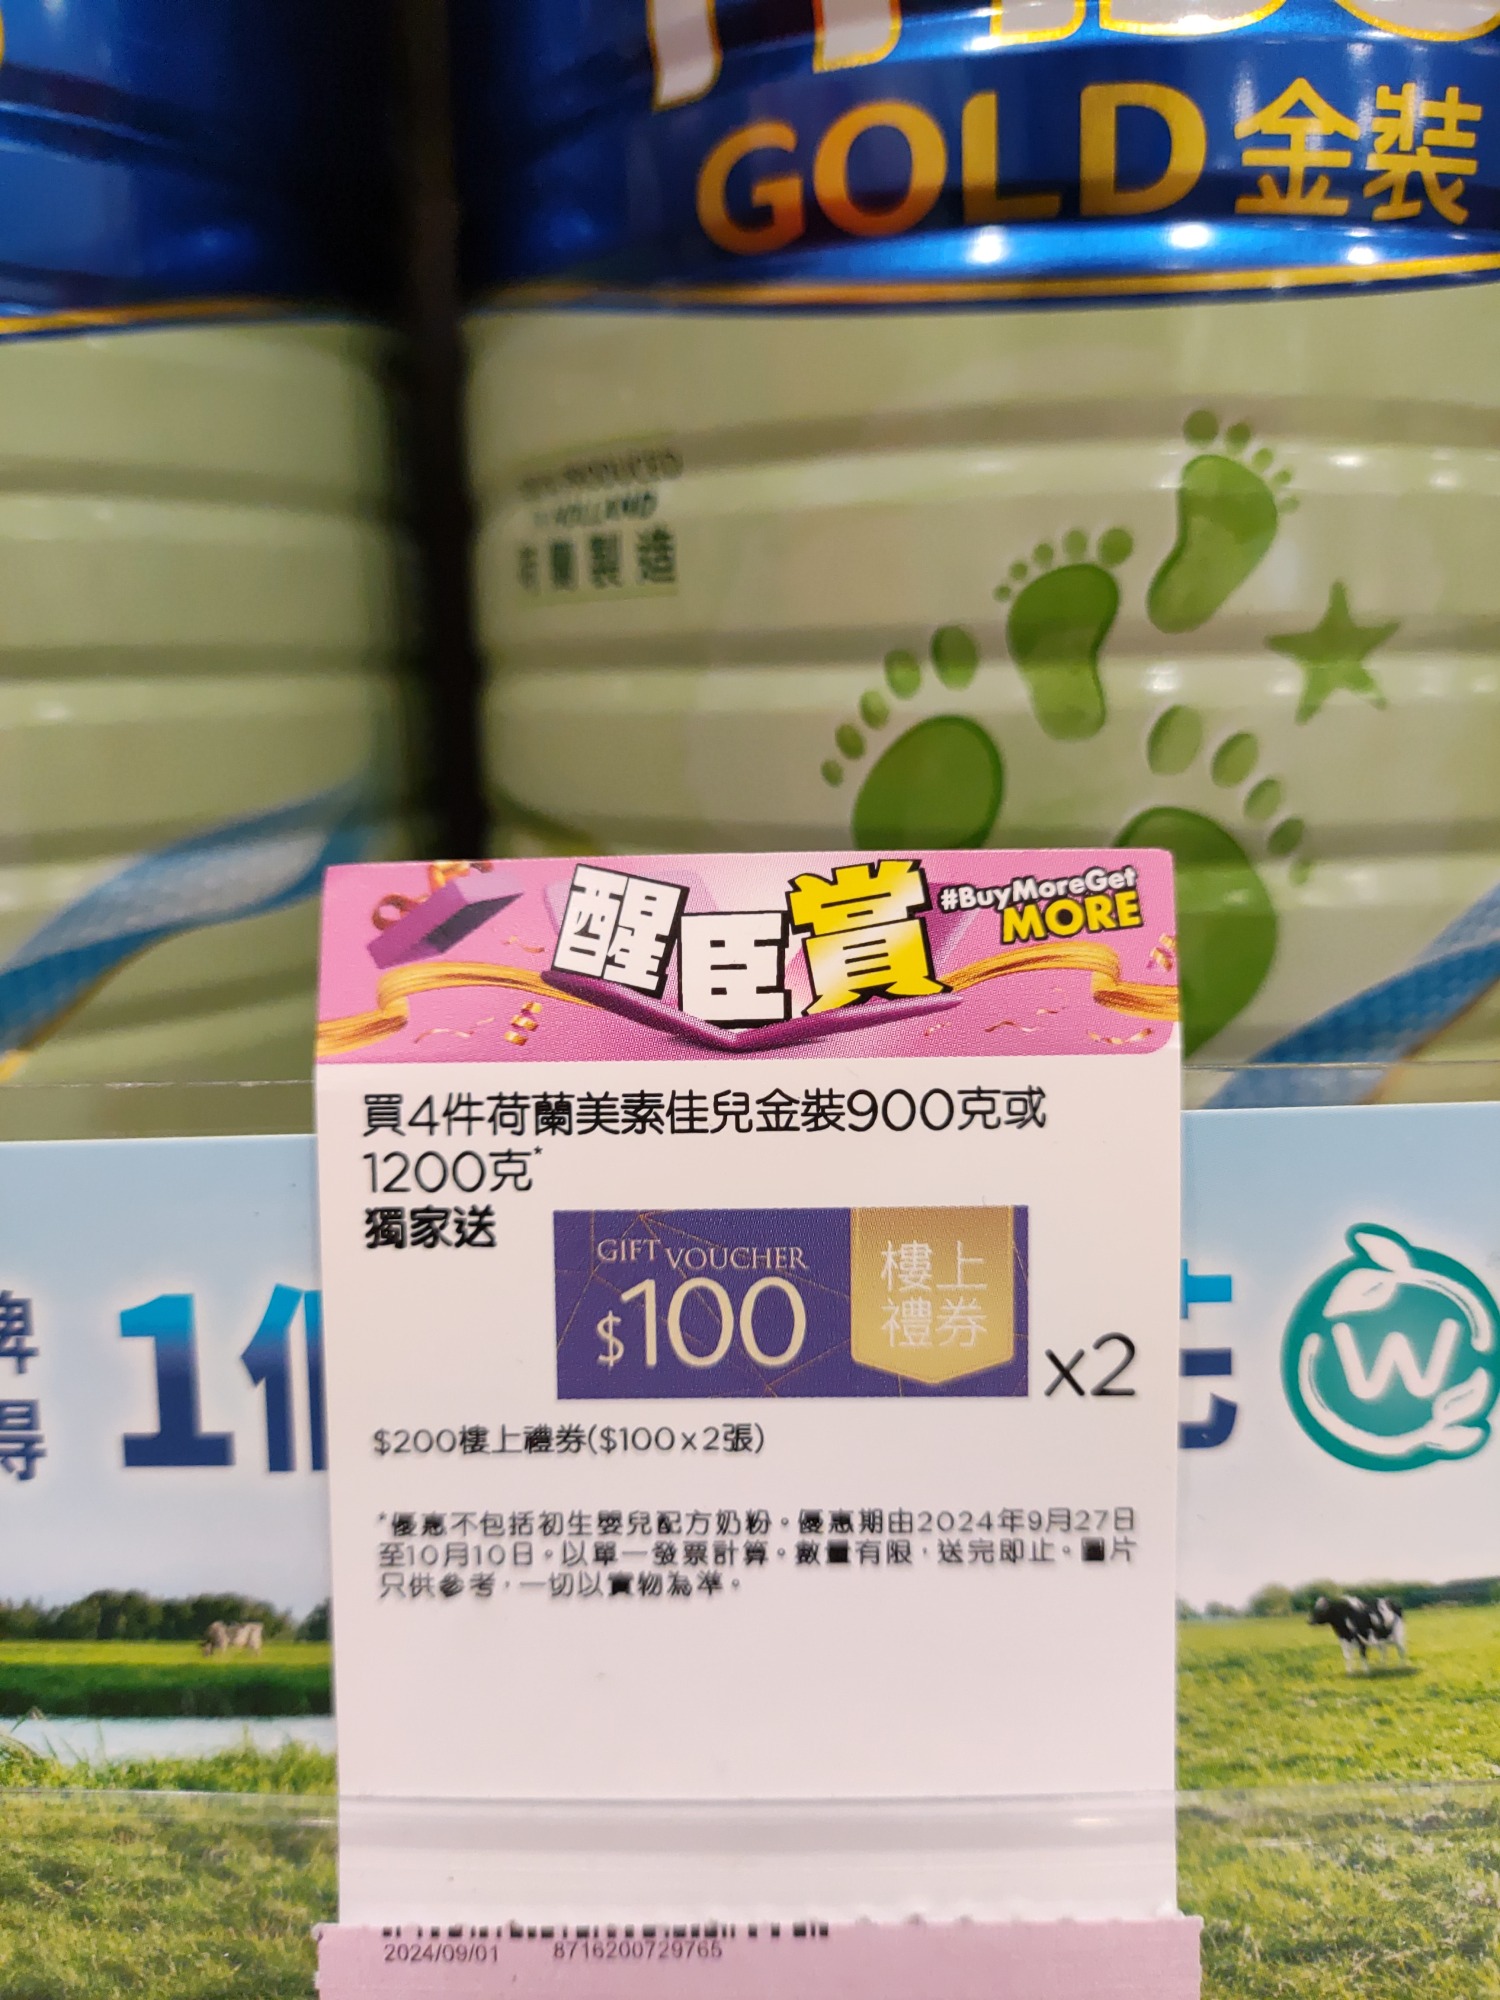 GOLD 金裝
荷蘭製造
醒臣賞
#BuyMoreGet
MORE
買4件荷蘭美素佳兒金裝900克或
1200克*
獨家送
GIFT VOUCHER
$100
樓上
禮券
x2
$200樓上禮券($100x2張)
*優惠不包括初生嬰兒配方奶粉。優惠期由2024年9月27日
至10月10日。以單一發票計算。數量有限，送完即止。圖片
只供參考，一切以實物為準。
1個
W
2024/09/01 8716200729765